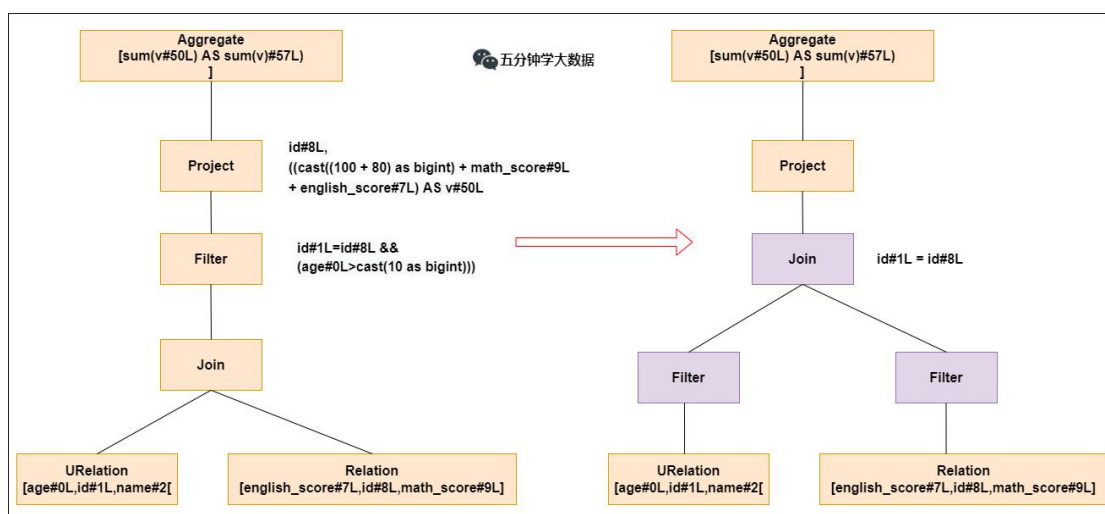 Aggregate
[sum(v#50L) AS sum(v)#57L)
]
五分钟学大数据
Aggregate
[sum(v#50L) AS sum(v)#57L)
]
Project
id#8L,
((cast((100 + 80) as bigint) + math_score#9L
+ english_score#7L) AS v#50L
Project
Filter
id#1L=id#8L &&
(age#0L>cast(10 as bigint)))
Join
id#1L = id#8L
Join
Filter
Filter
URelation
[age#0L,id#1L,name#2[
Relation
[english_score#7L,id#8L,math_score#9L]
URelation
[age#0L,id#1L,name#2[
Relation
[english_score#7L,id#8L,math_score#9L]